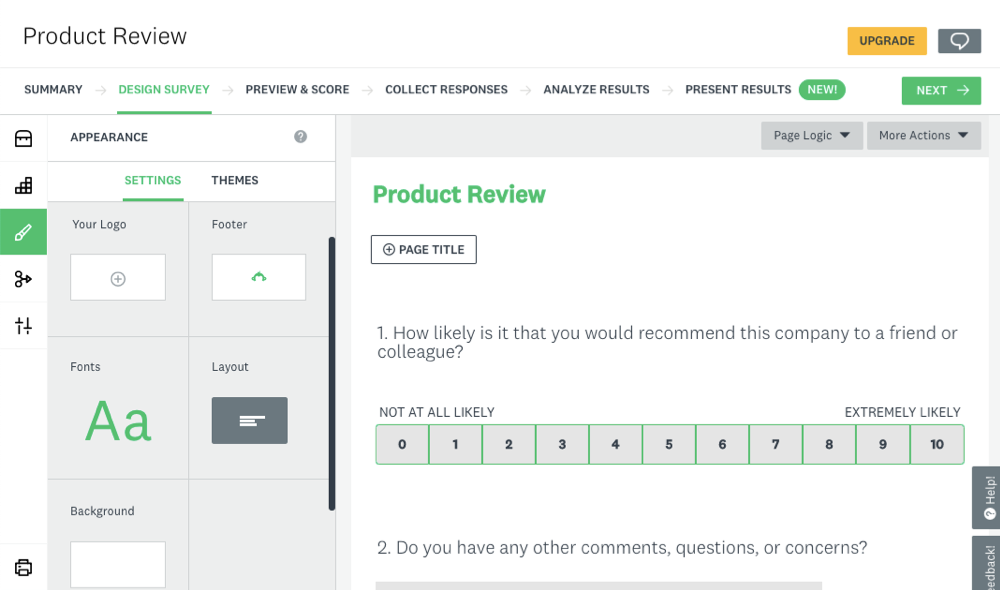 Product Review
UPGRADE
SUMMARY
DESIGN SURVEY
PREVIEW & SCORE
COLLECT RESPONSES
ANALYZE RESULTS
PRESENT RESULTS
NEW!
NEXT
APPEARANCE
?
SETTINGS
THEMES
Your Logo
Footer
Fonts
Aa
Layout
Background
Page Logic
More Actions
Product Review
PAGE TITLE
1. How likely is it that you would recommend this company to a friend or
colleague?
NOT AT ALL LIKELY
EXTREMELY LIKELY
0 1 2 3 4 5 6 7 8 9 10
2. Do you have any other comments, questions, or concerns?
? Help!